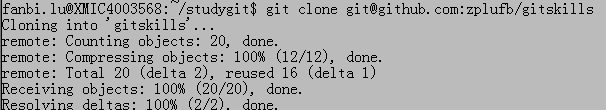 fanbi.lu@XMIC4003568:~/studygit$ git clone git@github.com:zplufb/gitskills
Cloning into 'gitskills'...
remote: Counting objects: 20, done.
remote: Compressing objects: 100% (12/12), done.
remote: Total 20 (delta 2), reused 16 (delta 1)
Receiving objects: 100% (20/20), done.
Resolving deltas: 100% (2/2), done.